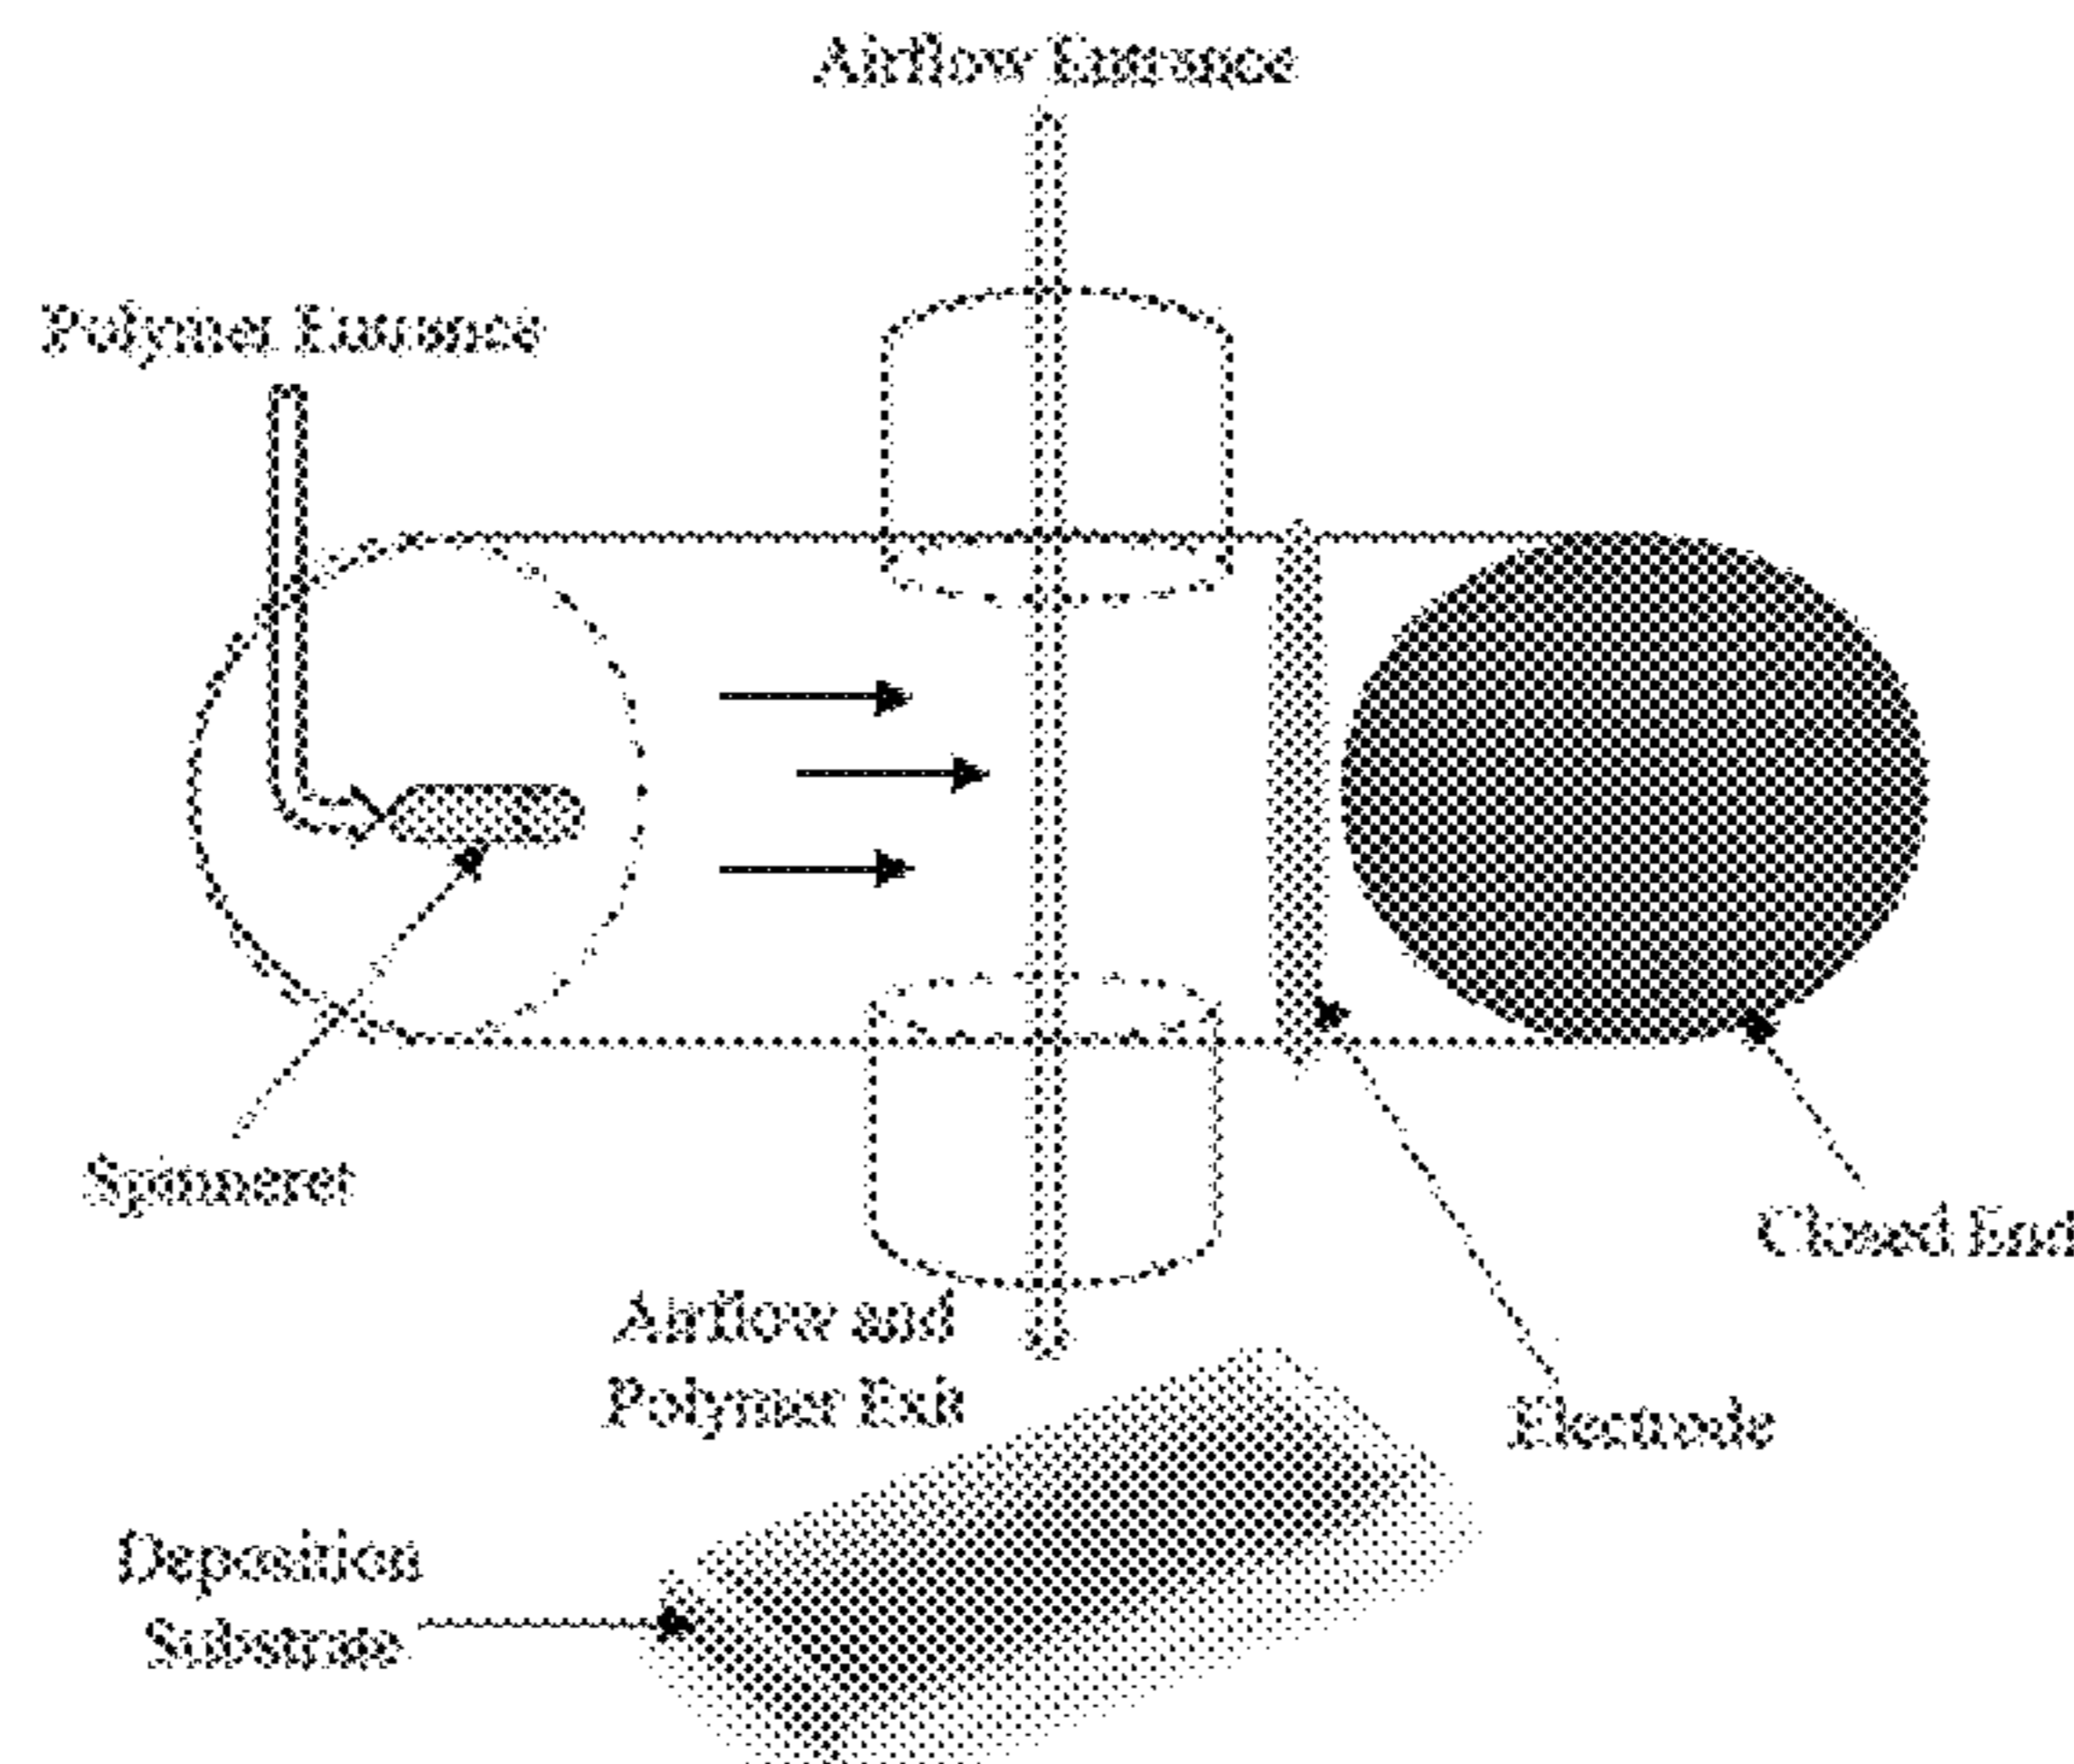 Airflow Entrance
Polymer Entrance
Spinneret
Closed End
Airflow and
Polymer Exit
Electrode
Deposition
Substrate